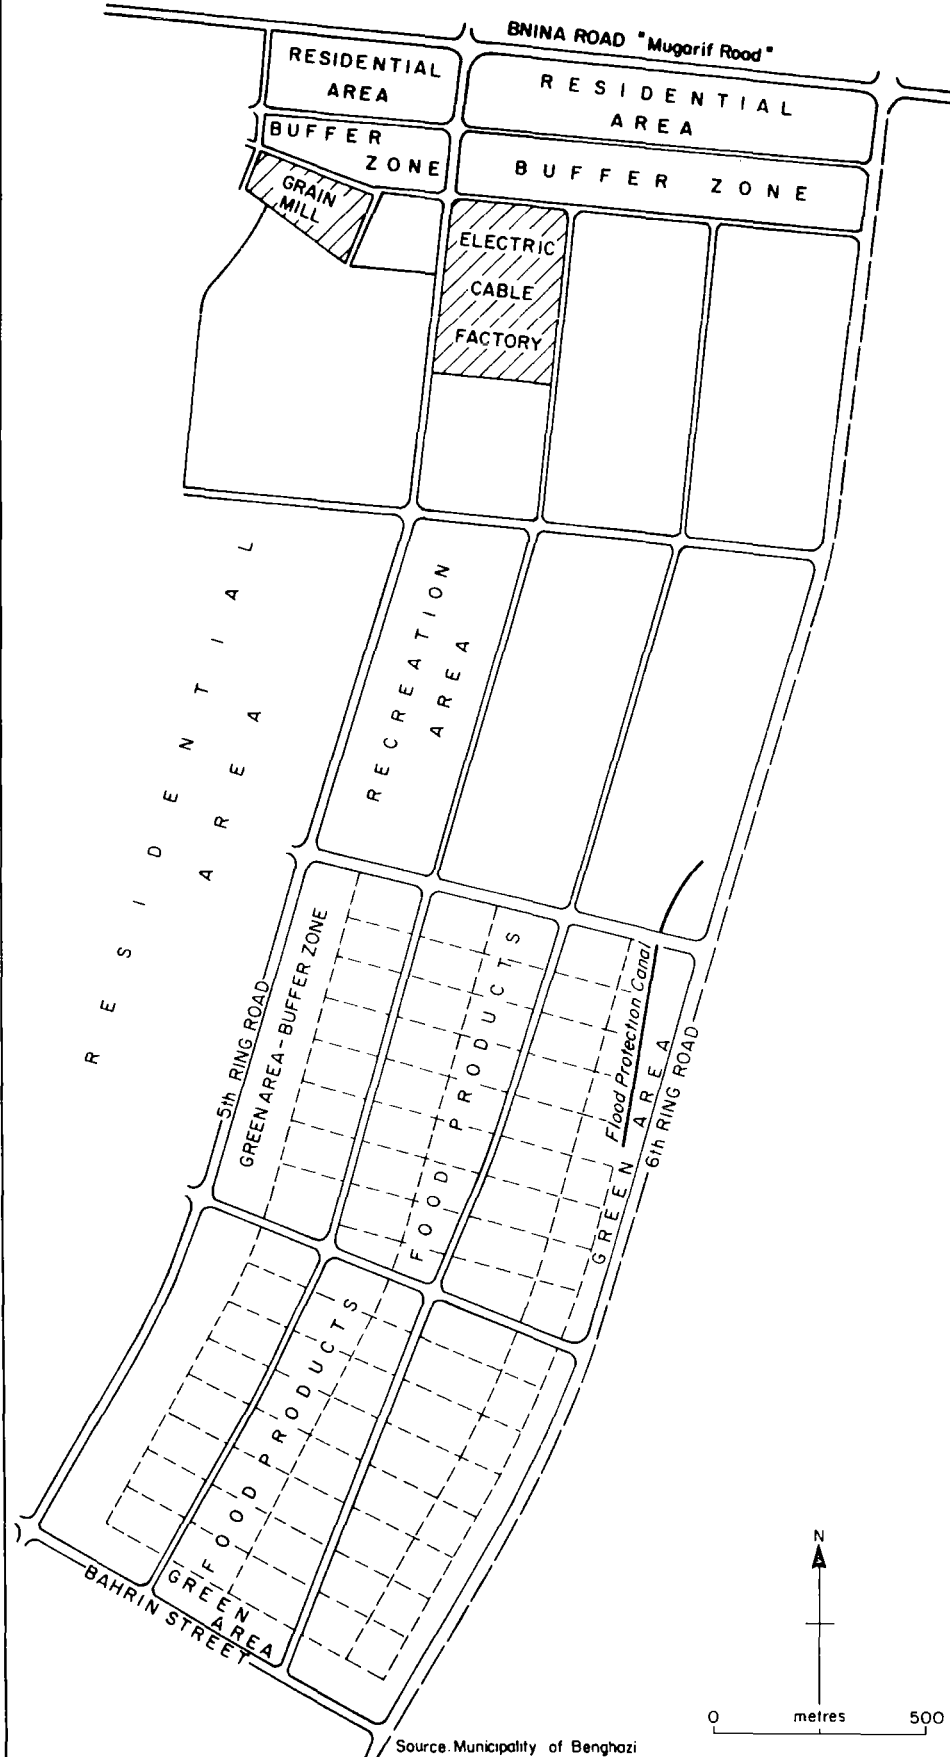 BNINA ROAD "Mugarif Road"
RESIDENTIAL
AREA
RESIDENTIAL
AREA
BUFFER
ZONE
BUFFER ZONE
GRAIN
MILL
ELECTRIC
CABLE
FACTORY
RESIDENTIAL
AREA
RECREATION
AREA
5th RING ROAD
GREEN AREA-BUFFER ZONE
FOOD PRODUCTS
Flood Protection Canal
GREEN AREA
6th RING ROAD
FOOD PRODUCTS
GREEN
AREA
BAHRIN STREET
N
0 metres 500
Source. Municipality of Benghazi